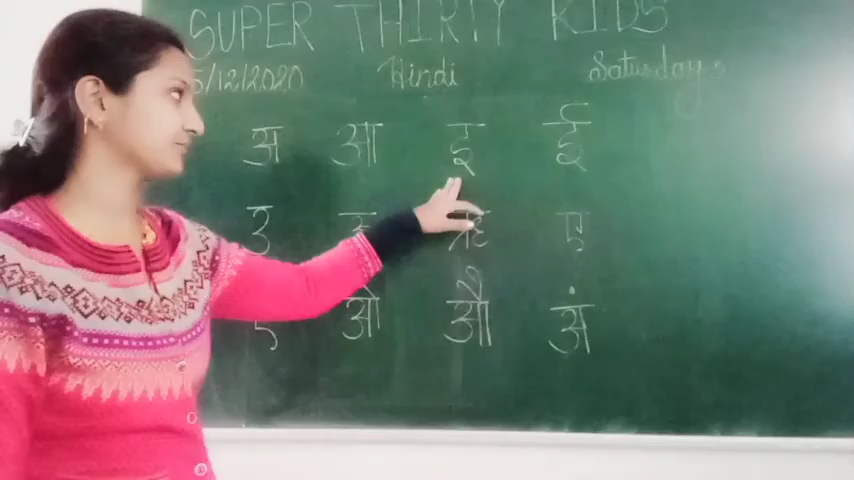 SUPER THIRTY KIDS
5/12/2020 Hindi Saturday
अ आ इ ई
उ ऋ ए
ओ औ अं